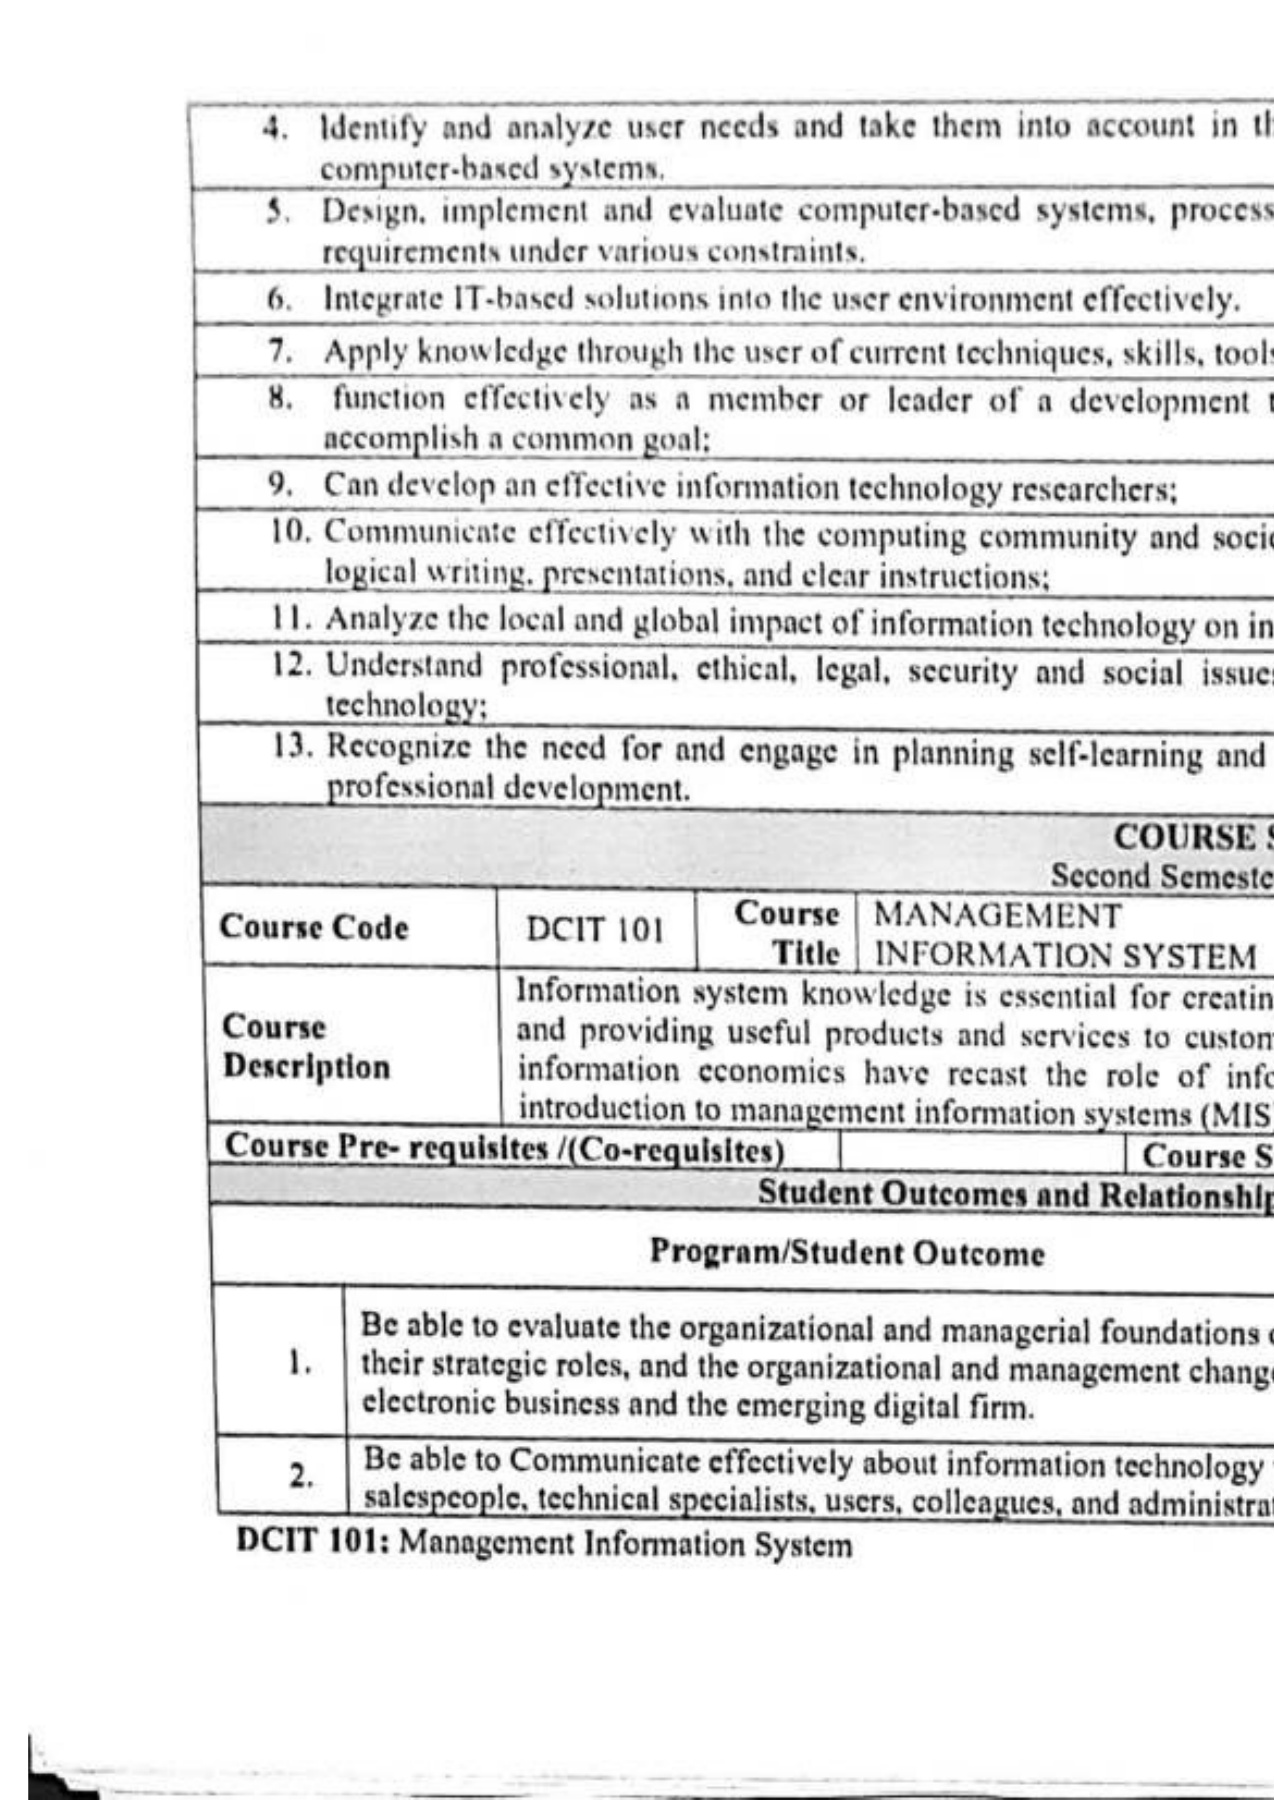 4. Identify and analyze user needs and take them into account in th
computer-based systems.
5. Design, implement and evaluate computer-based systems, process
requirements under various constraints.
6. Integrate IT-based solutions into the user environment effectively.
7. Apply knowledge through the user of current techniques, skills, tools
8. function effectively as a member or leader of a development t
accomplish a common goal;
9. Can develop an effective information technology researchers;
10. Communicate effectively with the computing community and socie
logical writing, presentations, and clear instructions;
11. Analyze the local and global impact of information technology on in
12. Understand professional, ethical, legal, security and social issues
technology;
13. Recognize the need for and engage in planning self-learning and
professional development.
COURSE S
Second Semeste
Course Code DCIT 101 Course Title MANAGEMENT
INFORMATION SYSTEM
Course Description
Information system knowledge is essential for creatin
and providing useful products and services to custom
information economics have recast the role of info
introduction to management information systems (MIS
Course Pre- requisites /(Co-requisites) Course S
Student Outcomes and Relationship
Program/Student Outcome
1. Be able to evaluate the organizational and managerial foundations o
their strategic roles, and the organizational and management change
electronic business and the emerging digital firm.
2. Be able to Communicate effectively about information technology
salespeople, technical specialists, users, colleagues, and administrat
DCIT 101: Management Information System